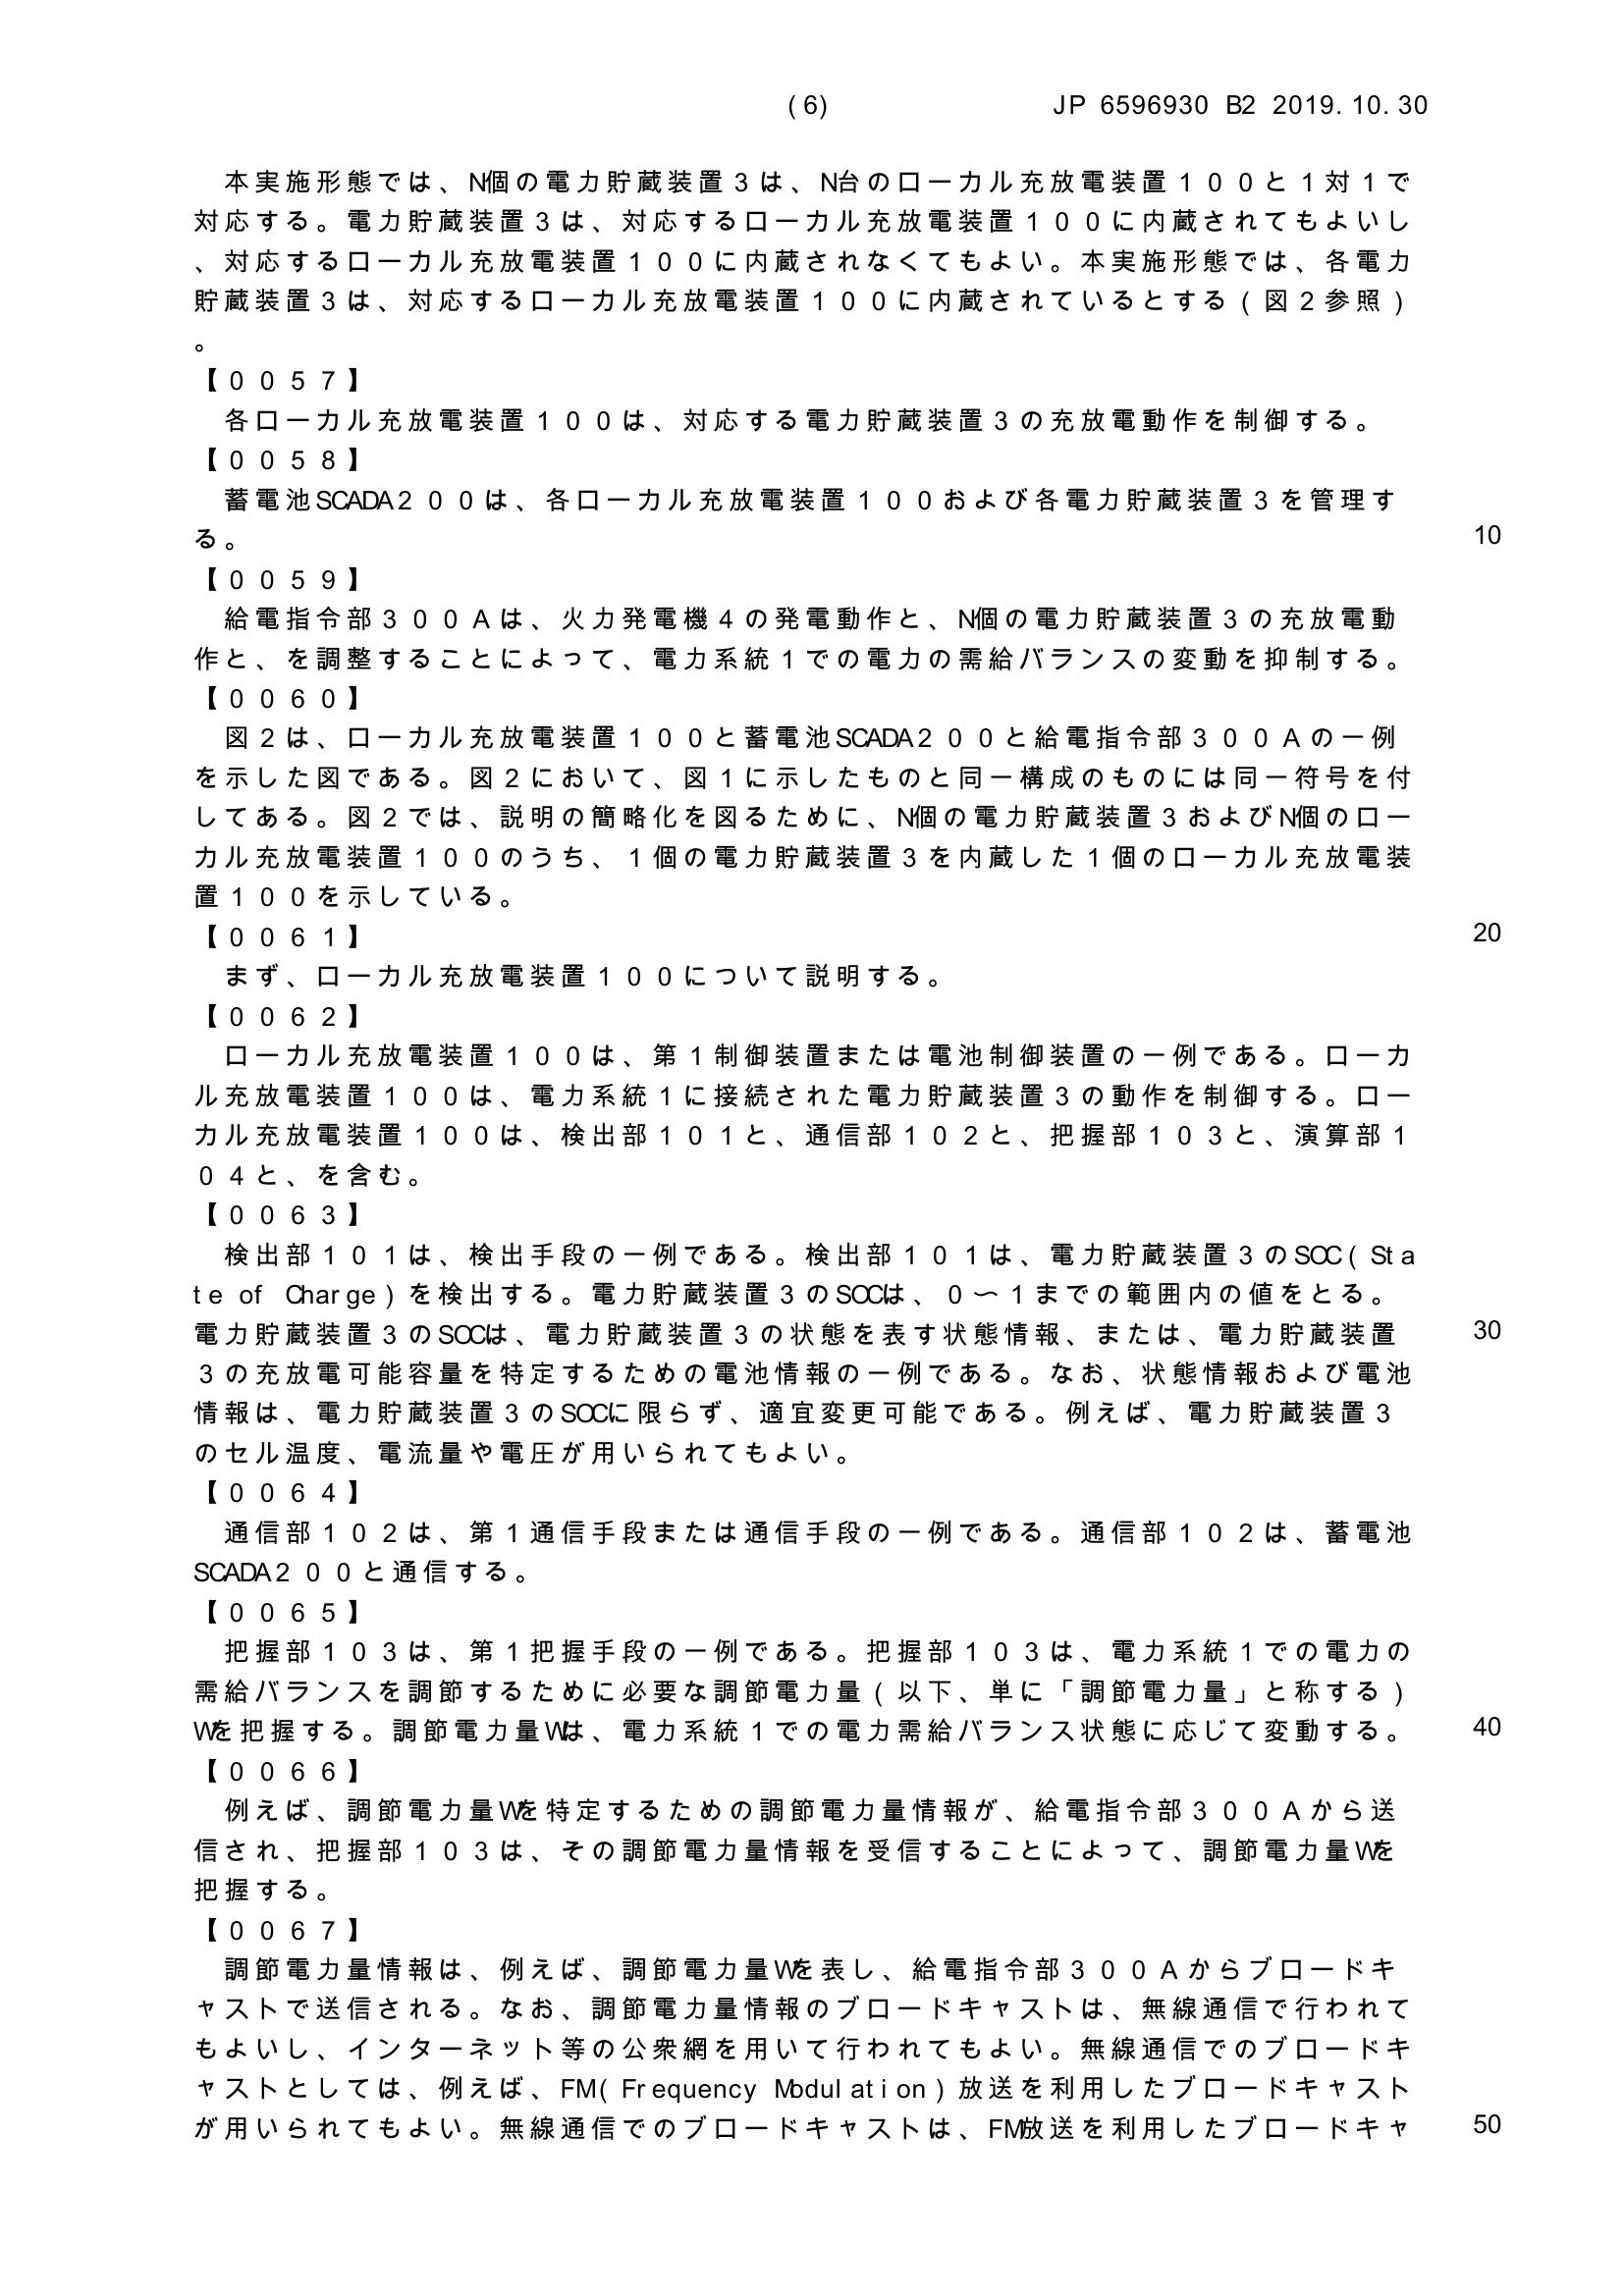 (6) JP 6596930 B2 2019.10.30
　本実施形態では、N個の電力貯蔵装置３は、N台のローカル充放電装置１００と１対１で
対応する。電力貯蔵装置３は、対応するローカル充放電装置１００に内蔵されてもよいし
、対応するローカル充放電装置１００に内蔵されなくてもよい。本実施形態では、各電力
貯蔵装置３は、対応するローカル充放電装置１００に内蔵されているとする(図２参照)
。
【００５７】
　各ローカル充放電装置１００は、対応する電力貯蔵装置３の充放電動作を制御する。
【００５８】
　蓄電池SCADA２００は、各ローカル充放電装置１００および各電力貯蔵装置３を管理す
る。 10
【００５９】
　給電指令部３００Ａは、火力発電機４の発電動作と、N個の電力貯蔵装置３の充放電動
作と、を調整することによって、電力系統１での電力の需給バランスの変動を抑制する。
【００６０】
　図２は、ローカル充放電装置１００と蓄電池SCADA２００と給電指令部３００Ａの一例
を示した図である。図２において、図１に示したものと同一構成のものには同一符号を付
してある。図２では、説明の簡略化を図るために、N個の電力貯蔵装置３およびN個のロー
カル充放電装置１００のうち、１個の電力貯蔵装置３を内蔵した１個のローカル充放電装
置１００を示している。
【００６１】 20
　まず、ローカル充放電装置１００について説明する。
【００６２】
　ローカル充放電装置１００は、第１制御装置または電池制御装置の一例である。ローカ
ル充放電装置１００は、電力系統１に接続された電力貯蔵装置３の動作を制御する。ロー
カル充放電装置１００は、検出部１０１と、通信部１０２と、把握部１０３と、演算部１
０４と、を含む。
【００６３】
　検出部１０１は、検出手段の一例である。検出部１０１は、電力貯蔵装置３のSOC(Sta
te of Charge)を検出する。電力貯蔵装置３のSOCは、０〜１までの範囲内の値をとる。
電力貯蔵装置３のSOCは、電力貯蔵装置３の状態を表す状態情報、または、電力貯蔵装置 30
３の充放電可能容量を特定するための電池情報の一例である。なお、状態情報および電池
情報は、電力貯蔵装置３のSOCに限らず、適宜変更可能である。例えば、電力貯蔵装置３
のセル温度、電流量や電圧が用いられてもよい。
【００６４】
　通信部１０２は、第１通信手段または通信手段の一例である。通信部１０２は、蓄電池
SCADA２００と通信する。
【００６５】
　把握部１０３は、第１把握手段の一例である。把握部１０３は、電力系統１での電力の
需給バランスを調節するために必要な調節電力量(以下、単に「調節電力量」と称する)
Wを把握する。調節電力量Wは、電力系統１での電力需給バランス状態に応じて変動する。 40
【００６６】
　例えば、調節電力量Wを特定するための調節電力量情報が、給電指令部３００Ａから送
信され、把握部１０３は、その調節電力量情報を受信することによって、調節電力量Wを
把握する。
【００６７】
　調節電力量情報は、例えば、調節電力量Wを表し、給電指令部３００Ａからブロードキ
ャストで送信される。なお、調節電力量情報のブロードキャストは、無線通信で行われて
もよいし、インターネット等の公衆網を用いて行われてもよい。無線通信でのブロードキ
ャストとしては、例えば、FM(Frequency Modulation)放送を利用したブロードキャスト
が用いられてもよい。無線通信でのブロードキャストは、FM放送を利用したブロードキャ 50